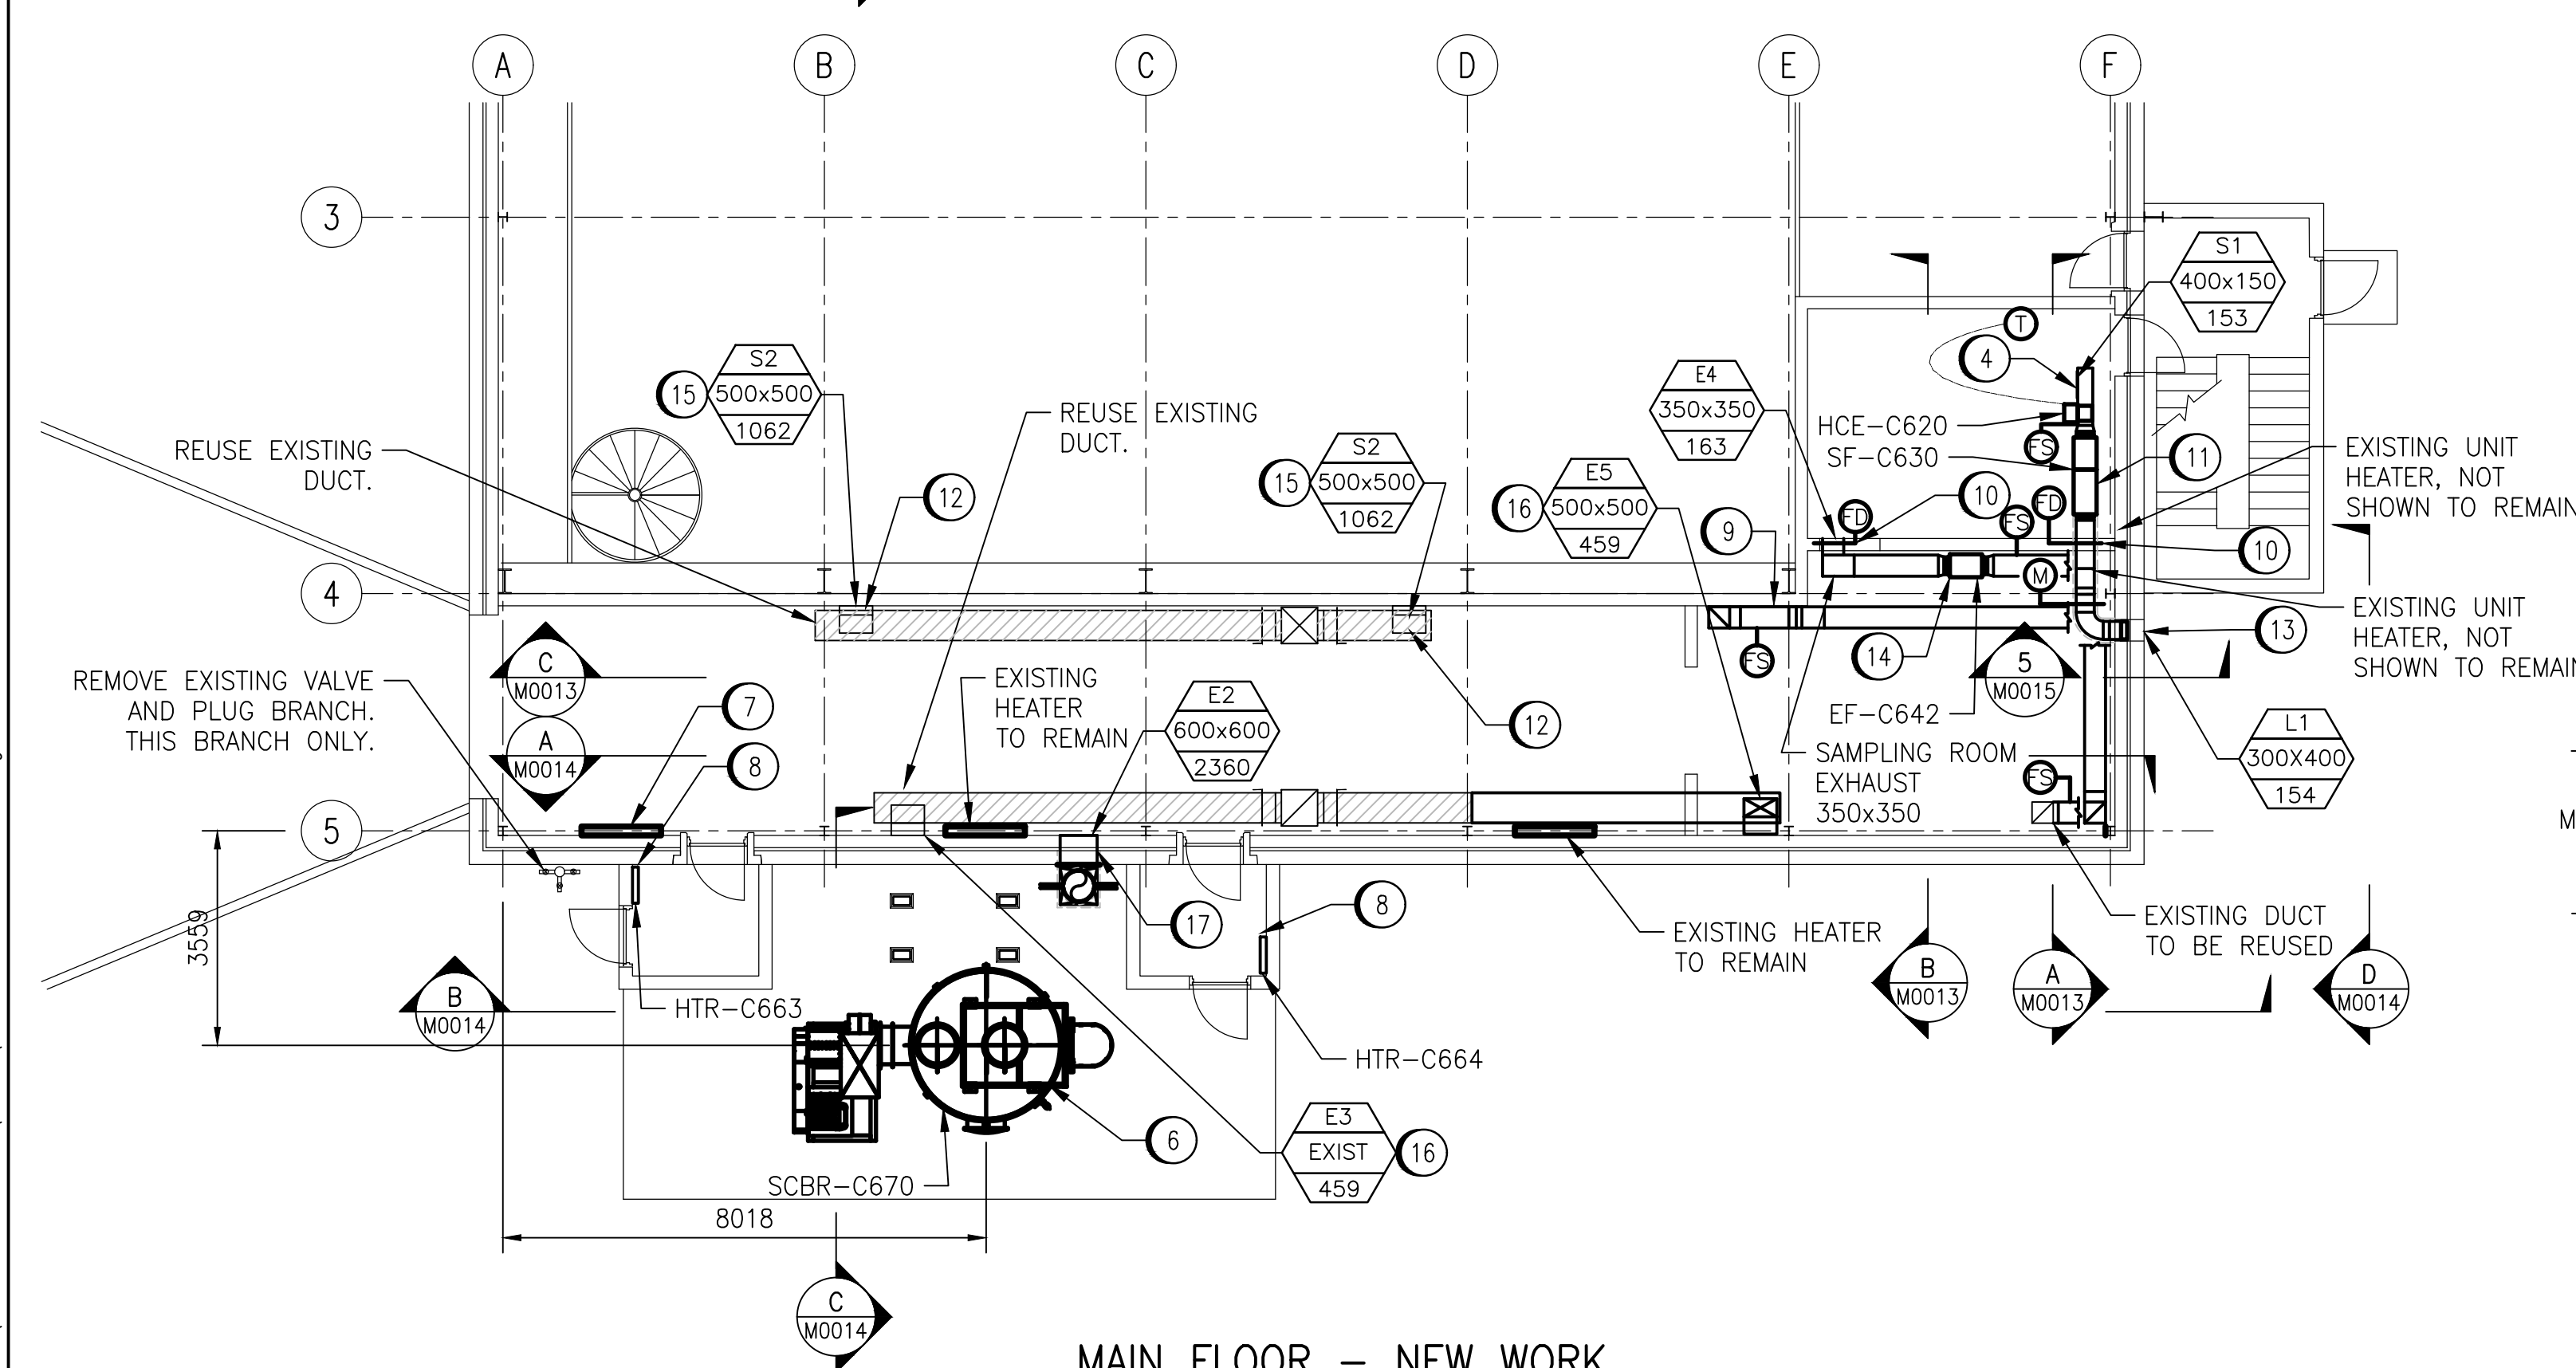 A
B
C
D
E
F
3
S1
400x150
153
T
4
S2
500x500
1062
15
E4
350x350
163
REUSE EXISTING
DUCT.
HCE-C620
SF-C630
FS
11
EXISTING UNIT
HEATER, NOT
SHOWN TO REMAIN
REUSE EXISTING
DUCT.
S2
500x500
1062
15
E5
500x500
459
16
12
10
FD
FS
FD
9
10
4
M
14
FS
5
M0015
13
EXISTING UNIT
HEATER, NOT
SHOWN TO REMAIN
C
M0013
REMOVE EXISTING VALVE
AND PLUG BRANCH.
THIS BRANCH ONLY.
A
M0014
7
8
EXISTING
HEATER
TO REMAIN
E2
600x600
2360
12
EF-C642
SAMPLING ROOM
EXHAUST
350x350
FS
L1
300X400
154
M
5
3559
17
8
EXISTING HEATER
TO REMAIN
EXISTING DUCT
TO BE REUSED
B
M0014
HTR-C663
HTR-C664
B
M0013
A
M0013
D
M0014
6
SCBR-C670
E3
EXIST
459
16
8018
C
M0014
MAIN FLOOR - NEW WORK